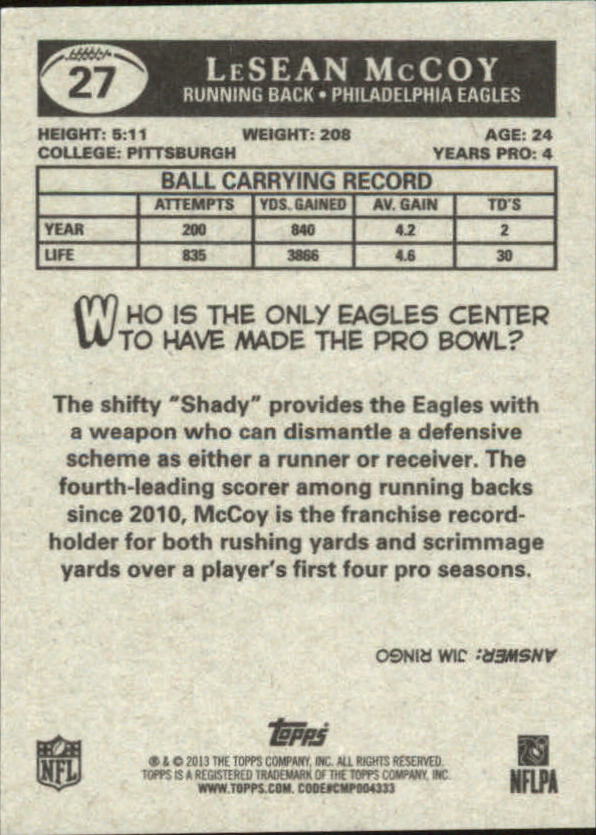 27
LESEAN MCCOY
RUNNING BACK • PHILADELPHIA EAGLES
HEIGHT: 5:11 WEIGHT: 208 AGE: 24
COLLEGE: PITTSBURGH YEARS PRO: 4
BALL CARRYING RECORD
ATTEMPTS YDS. GAINED AV. GAIN TD'S
YEAR 200 840 4.2 2
LIFE 835 3866 4.6 30
WHO IS THE ONLY EAGLES CENTER
TO HAVE MADE THE PRO BOWL?
The shifty "Shady" provides the Eagles with
a weapon who can dismantle a defensive
scheme as either a runner or receiver. The
fourth-leading scorer among running backs
since 2010, McCoy is the franchise record-
holder for both rushing yards and scrimmage
yards over a player's first four pro seasons.
ANSWER: JIM RINGO
Topps
® & © 2013 THE TOPPS COMPANY, INC. ALL RIGHTS RESERVED.
TOPPS IS A REGISTERED TRADEMARK OF THE TOPPS COMPANY, INC.
WWW.TOPPS.COM. CODE#CMP004333
NFL
NFLPA